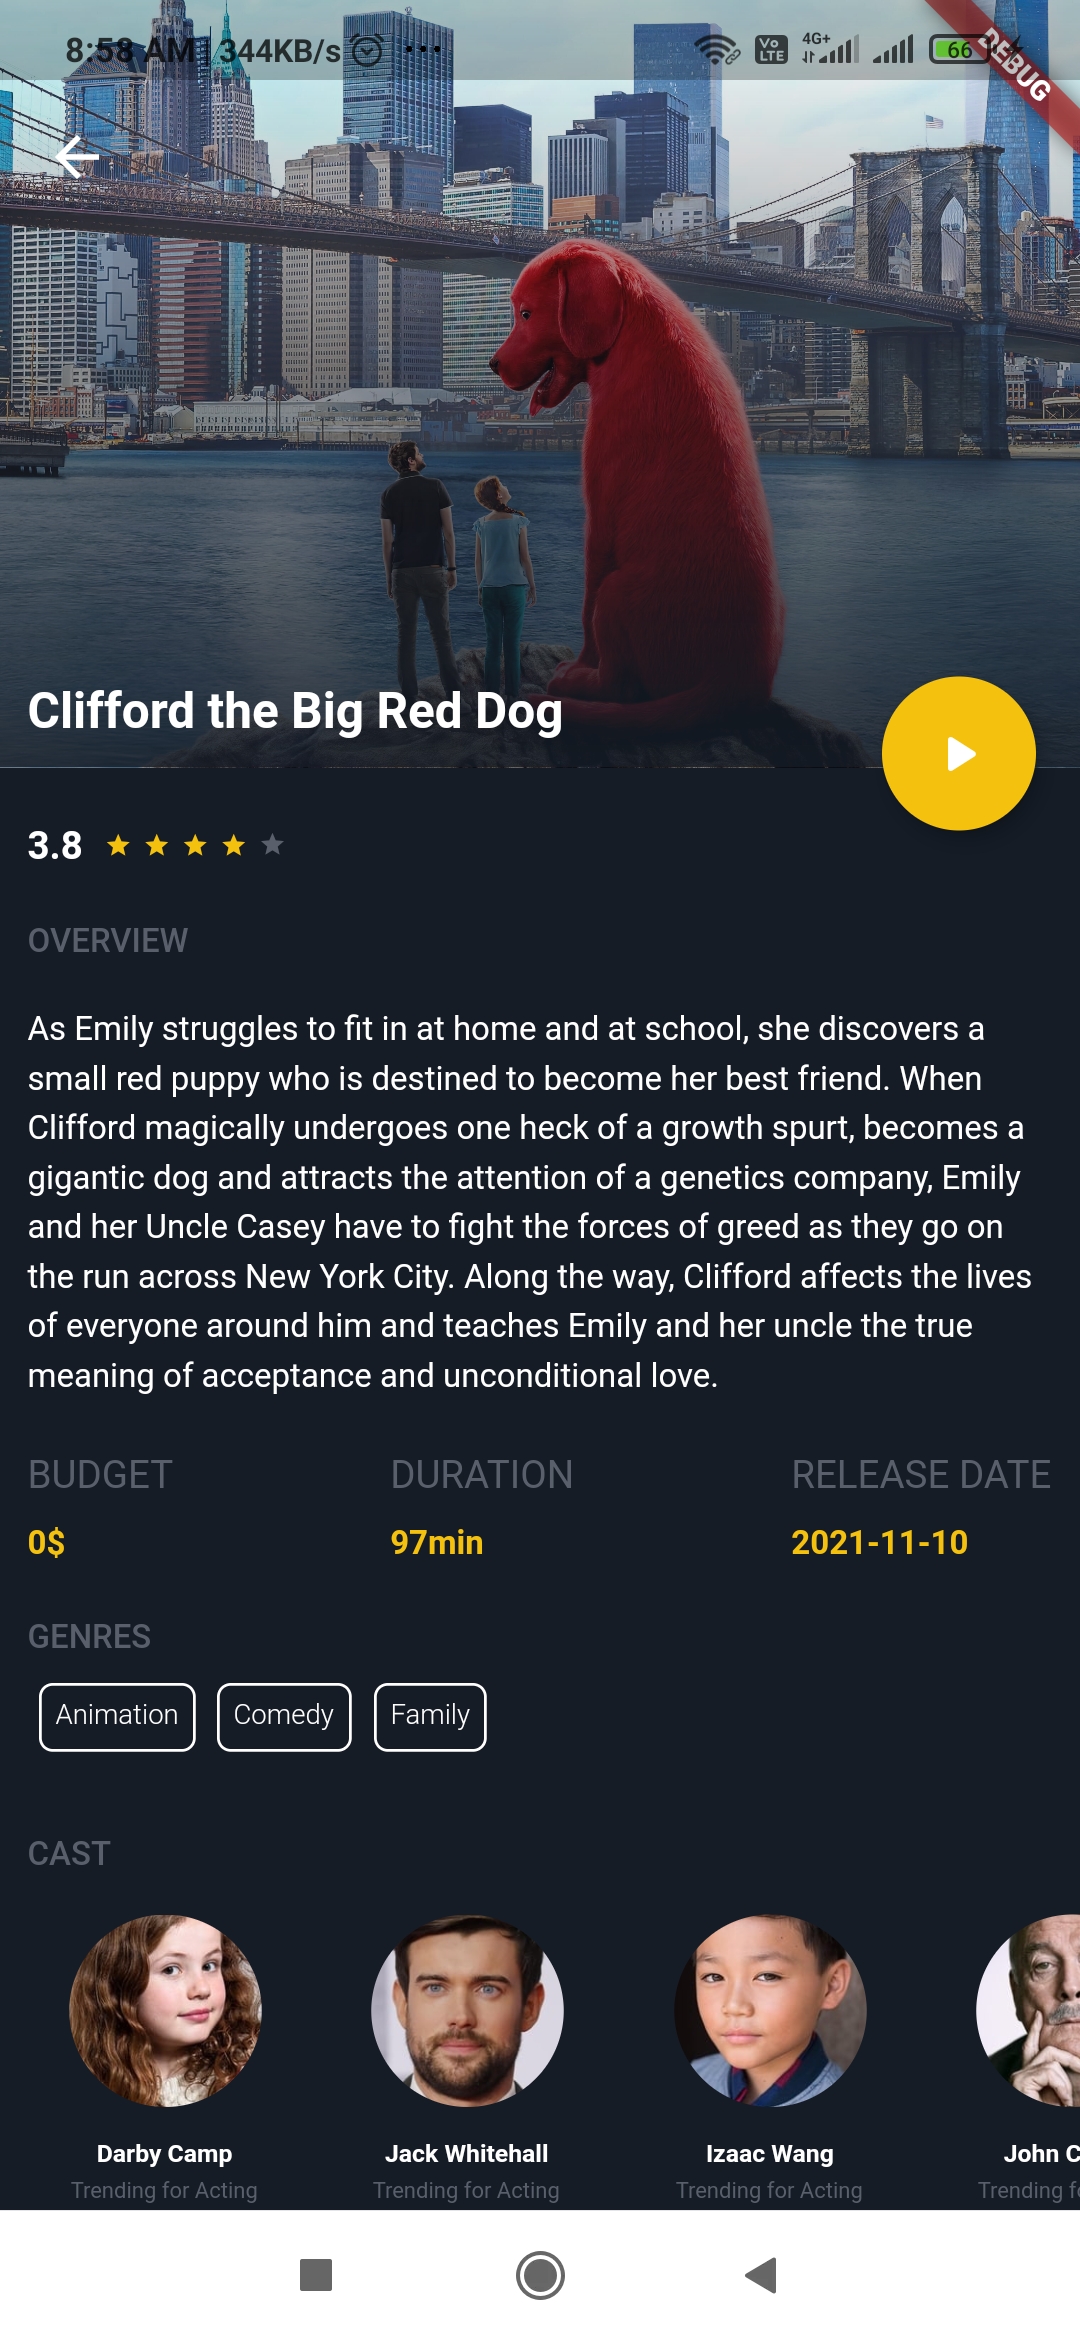 8:58 AM | 344KB/s ...
Vo LTE 4G+ 66
DEBUG
Clifford the Big Red Dog
3.8
OVERVIEW
As Emily struggles to fit in at home and at school, she discovers a
small red puppy who is destined to become her best friend. When
Clifford magically undergoes one heck of a growth spurt, becomes a
gigantic dog and attracts the attention of a genetics company, Emily
and her Uncle Casey have to fight the forces of greed as they go on
the run across New York City. Along the way, Clifford affects the lives
of everyone around him and teaches Emily and her uncle the true
meaning of acceptance and unconditional love.
BUDGET DURATION RELEASE DATE
0$ 97min 2021-11-10
GENRES
Animation Comedy Family
CAST
Darby Camp Jack Whitehall Izaac Wang John C
Trending for Acting Trending for Acting Trending for Acting Trending fo